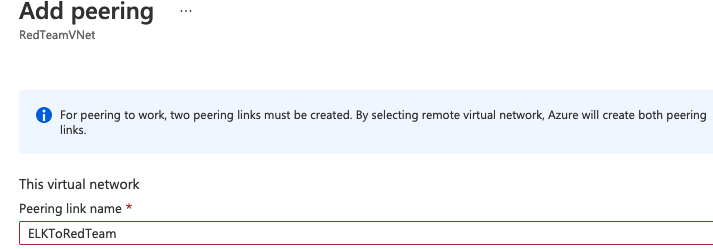 Add peering ...
RedTeamVNet
For peering to work, two peering links must be created. By selecting remote virtual network, Azure will create both peering
links.
This virtual network
Peering link name *
ELKToRedTeam